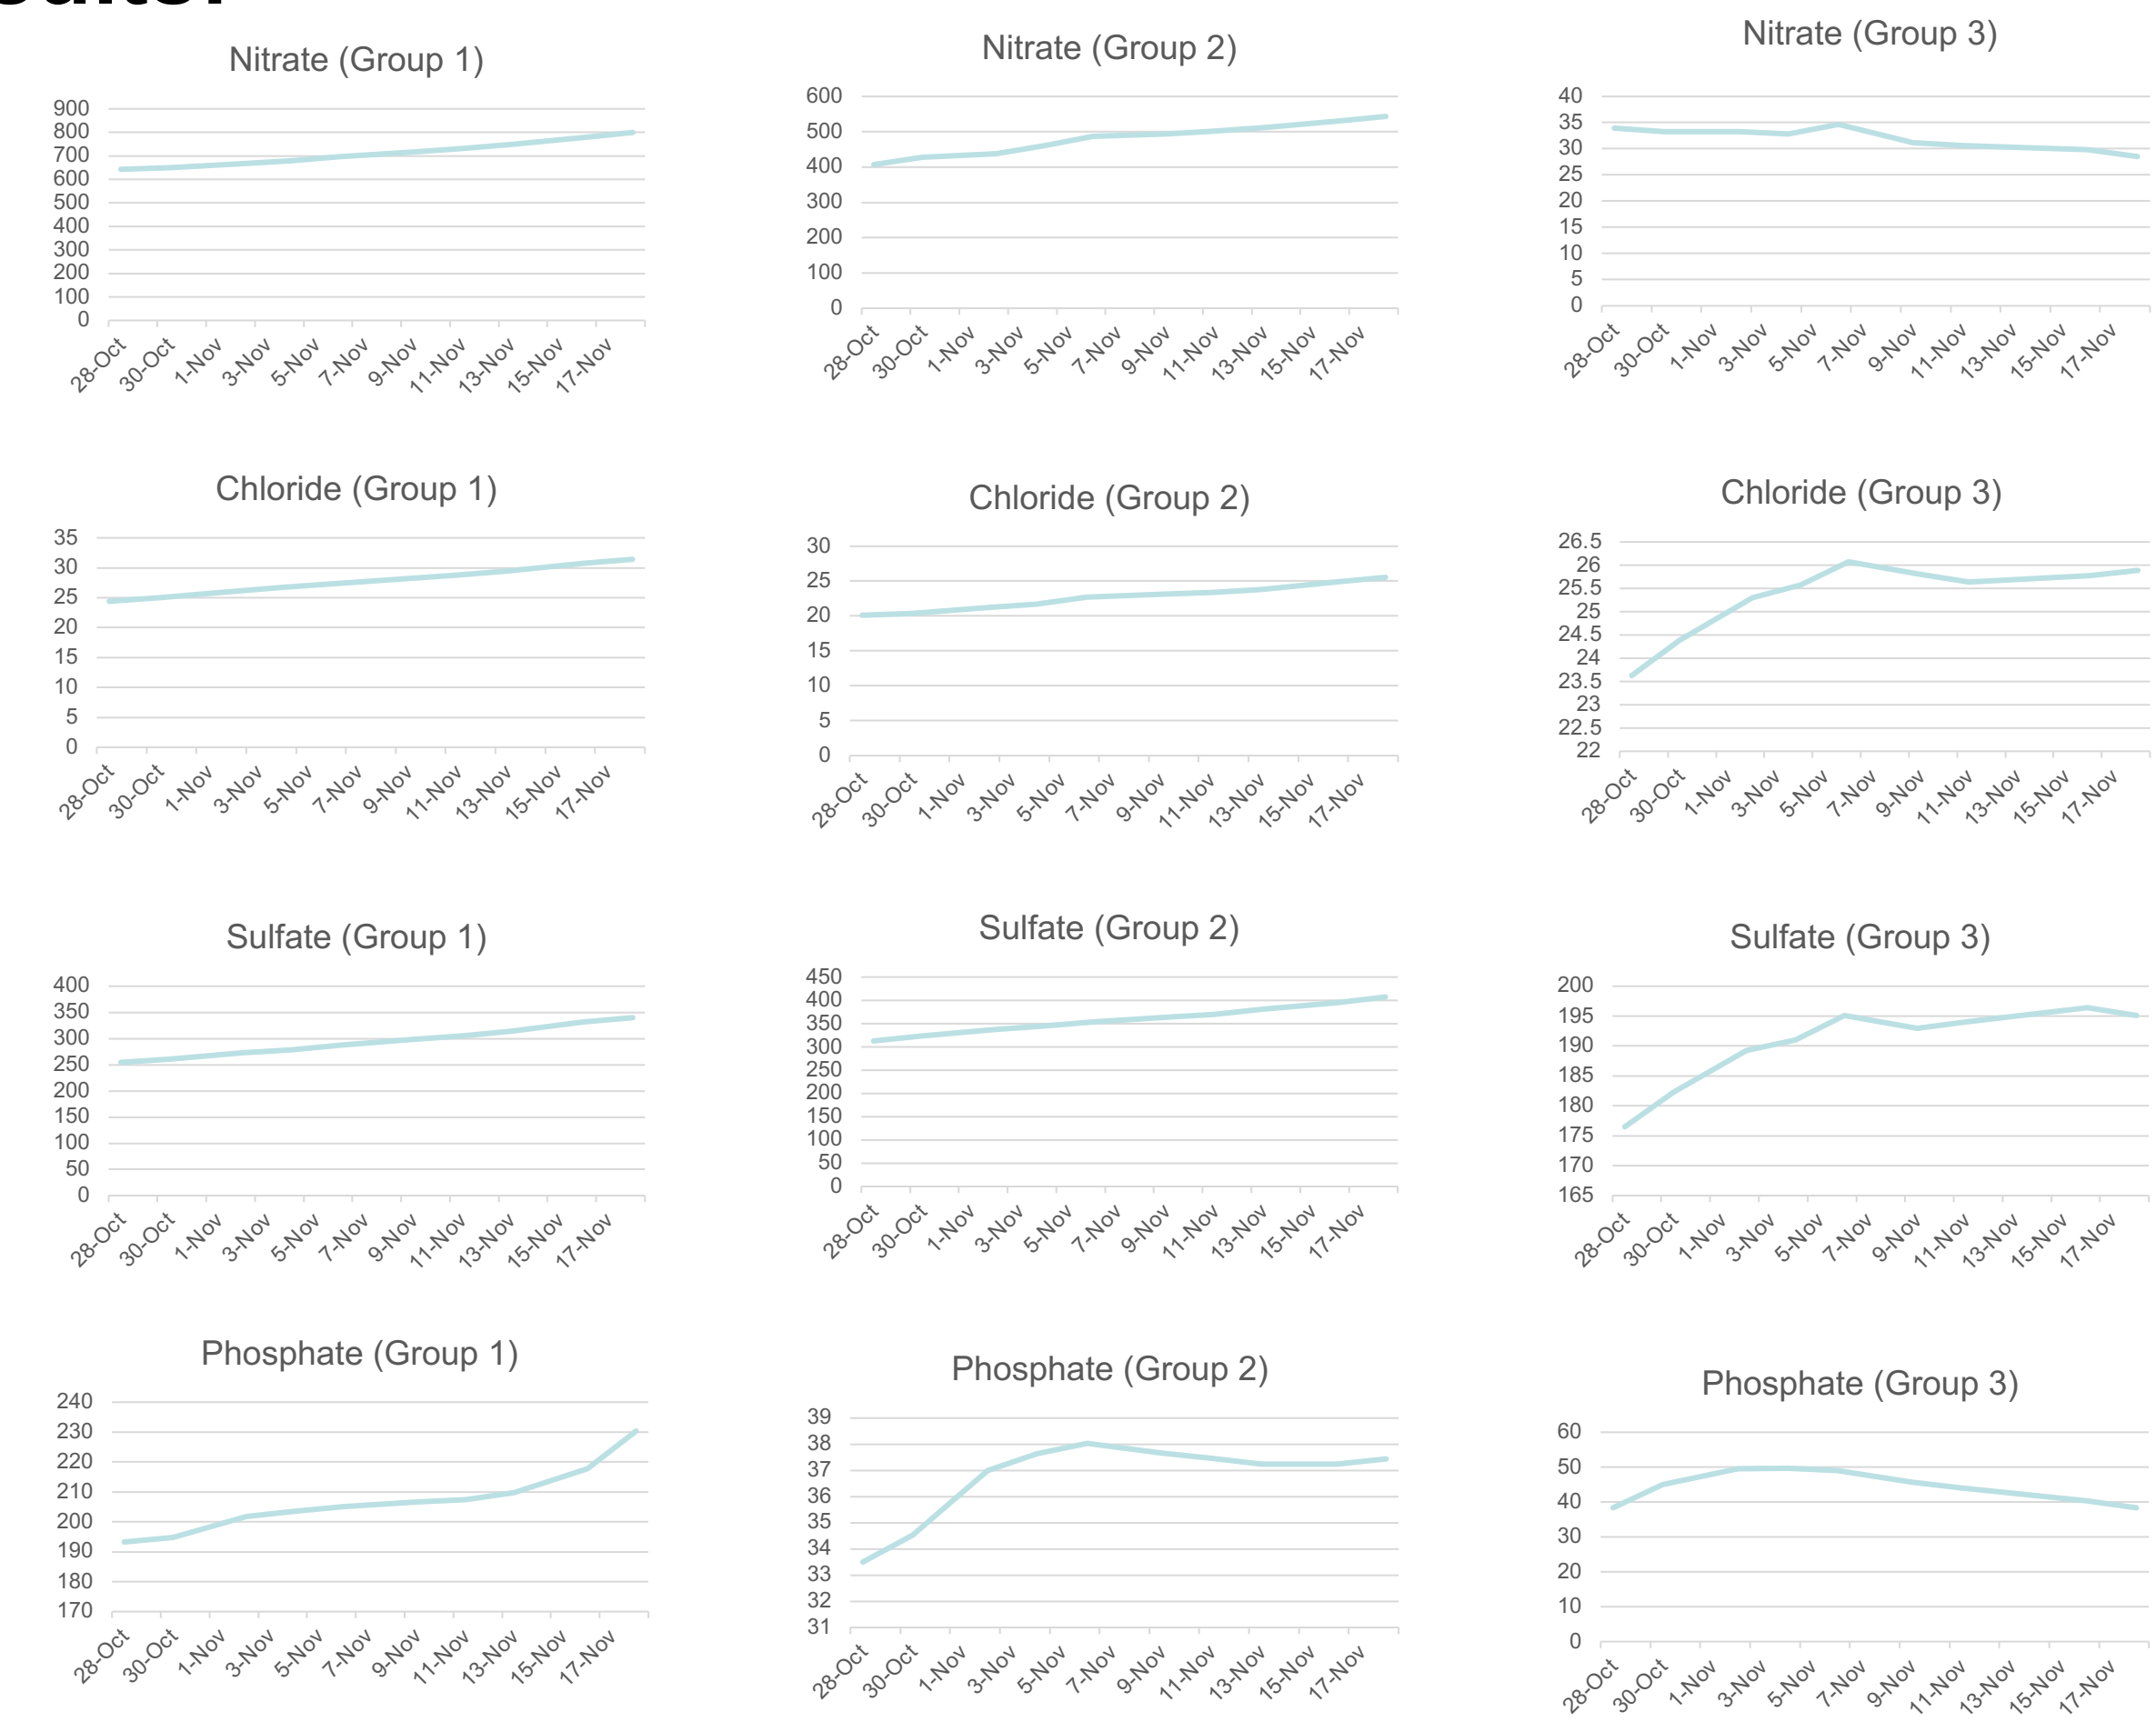 Nitrate (Group 1)
900
800
700
600
500
400
300
200
100
0
28-Oct
30-Oct
1-Nov
3-Nov
5-Nov
7-Nov
9-Nov
11-Nov
13-Nov
15-Nov
17-Nov
Nitrate (Group 2)
600
500
400
300
200
100
0
28-Oct
30-Oct
1-Nov
3-Nov
5-Nov
7-Nov
9-Nov
11-Nov
13-Nov
15-Nov
17-Nov
Nitrate (Group 3)
40
35
30
25
20
15
10
5
0
28-Oct
30-Oct
1-Nov
3-Nov
5-Nov
7-Nov
9-Nov
11-Nov
13-Nov
15-Nov
17-Nov
Chloride (Group 1)
35
30
25
20
15
10
5
0
28-Oct
30-Oct
1-Nov
3-Nov
5-Nov
7-Nov
9-Nov
11-Nov
13-Nov
15-Nov
17-Nov
Chloride (Group 2)
30
25
20
15
10
5
0
28-Oct
30-Oct
1-Nov
3-Nov
5-Nov
7-Nov
9-Nov
11-Nov
13-Nov
15-Nov
17-Nov
Chloride (Group 3)
26.5
26
25.5
25
24.5
24
23.5
23
22.5
22
28-Oct
30-Oct
1-Nov
3-Nov
5-Nov
7-Nov
9-Nov
11-Nov
13-Nov
15-Nov
17-Nov
Sulfate (Group 1)
400
350
300
250
200
150
100
50
0
28-Oct
30-Oct
1-Nov
3-Nov
5-Nov
7-Nov
9-Nov
11-Nov
13-Nov
15-Nov
17-Nov
Sulfate (Group 2)
450
400
350
300
250
200
150
100
50
0
28-Oct
30-Oct
1-Nov
3-Nov
5-Nov
7-Nov
9-Nov
11-Nov
13-Nov
15-Nov
17-Nov
Sulfate (Group 3)
200
195
190
185
180
175
170
165
28-Oct
30-Oct
1-Nov
3-Nov
5-Nov
7-Nov
9-Nov
11-Nov
13-Nov
15-Nov
17-Nov
Phosphate (Group 1)
240
230
220
210
200
190
180
170
28-Oct
30-Oct
1-Nov
3-Nov
5-Nov
7-Nov
9-Nov
11-Nov
13-Nov
15-Nov
17-Nov
Phosphate (Group 2)
39
38
37
36
35
34
33
32
31
28-Oct
30-Oct
1-Nov
3-Nov
5-Nov
7-Nov
9-Nov
11-Nov
13-Nov
15-Nov
17-Nov
Phosphate (Group 3)
60
50
40
30
20
10
0
28-Oct
30-Oct
1-Nov
3-Nov
5-Nov
7-Nov
9-Nov
11-Nov
13-Nov
15-Nov
17-Nov